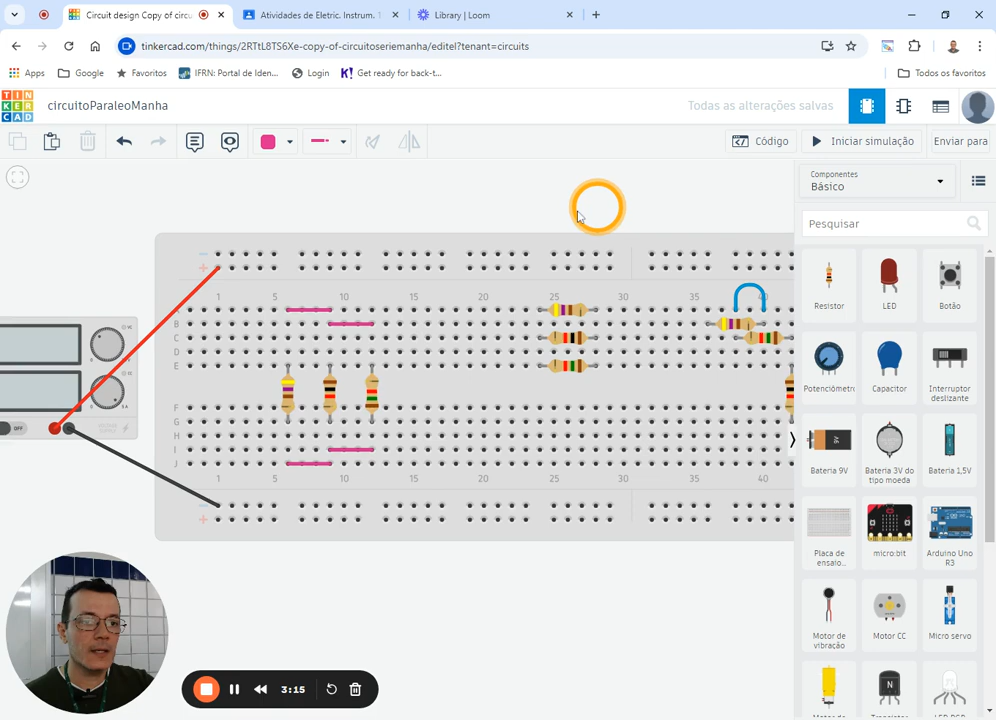 Circuit design Copy of circu
Atividades de Eletric. Instrum. 1
Library | Loom
tinkercad.com/things/2RTtL8TS6Xe-copy-of-circuitoseriemanha/editel?tenant=circuits
Apps
Google
Favoritos
IFRN: Portal de Iden...
Login
Get ready for back-t...
Todos os favoritos
TIN
KER
CAD
circuitoParaleoManha
Todas as alterações salvas
Código
Iniciar simulação
Enviar para
Componentes
Básico
Pesquisar
Resistor
LED
Botão
Potenciômetro
Capacitor
Interruptor
deslizante
Bateria 9V
Bateria 3V do
tipo moeda
Bateria 1,5V
Placa de
ensaio...
micro:bit
Arduino Uno
R3
Motor de
vibração
Motor CC
Micro servo
1 5 10 15 20 25 30 35 40
A
B
C
D
E
F
G
H
I
J
1 5 10 15 20 25 30 35 40
OFF
3:15